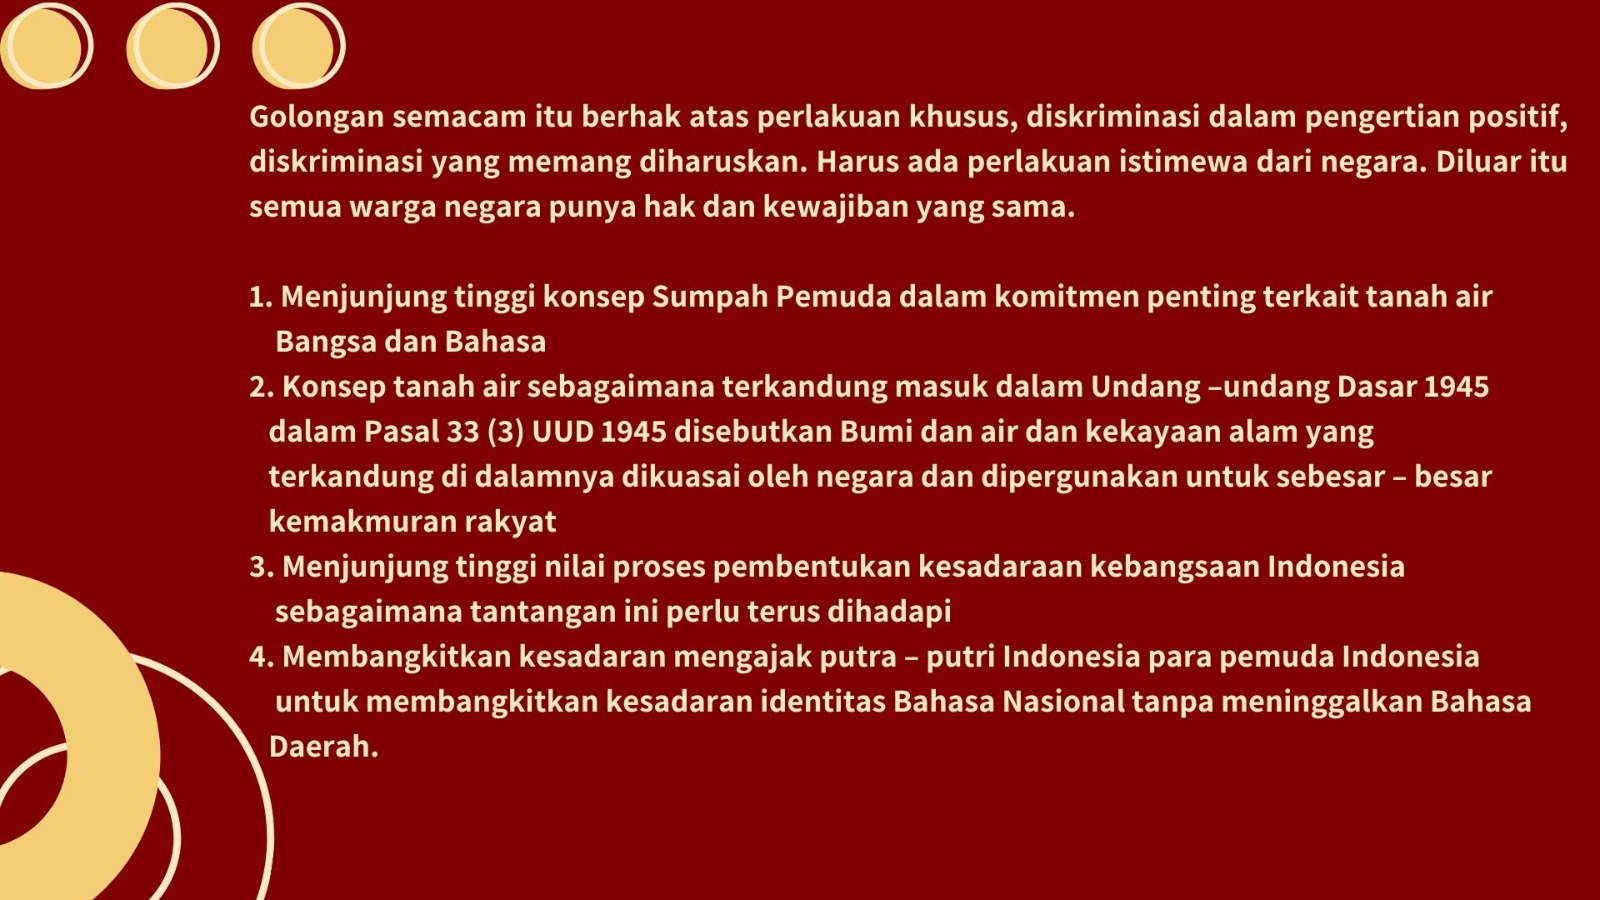 Golongan semacam itu berhak atas perlakuan khusus, diskriminasi dalam pengertian positif,
diskriminasi yang memang diharuskan. Harus ada perlakuan istimewa dari negara. Diluar itu
semua warga negara punya hak dan kewajiban yang sama.
1. Menjunjung tinggi konsep Sumpah Pemuda dalam komitmen penting terkait tanah air
Bangsa dan Bahasa
2. Konsep tanah air sebagaimana terkandung masuk dalam Undang –undang Dasar 1945
dalam Pasal 33 (3) UUD 1945 disebutkan Bumi dan air dan kekayaan alam yang
terkandung di dalamnya dikuasai oleh negara dan dipergunakan untuk sebesar – besar
kemakmuran rakyat
3. Menjunjung tinggi nilai proses pembentukan kesadaraan kebangsaan Indonesia
sebagaimana tantangan ini perlu terus dihadapi
4. Membangkitkan kesadaran mengajak putra – putri Indonesia para pemuda Indonesia
untuk membangkitkan kesadaran identitas Bahasa Nasional tanpa meninggalkan Bahasa
Daerah.